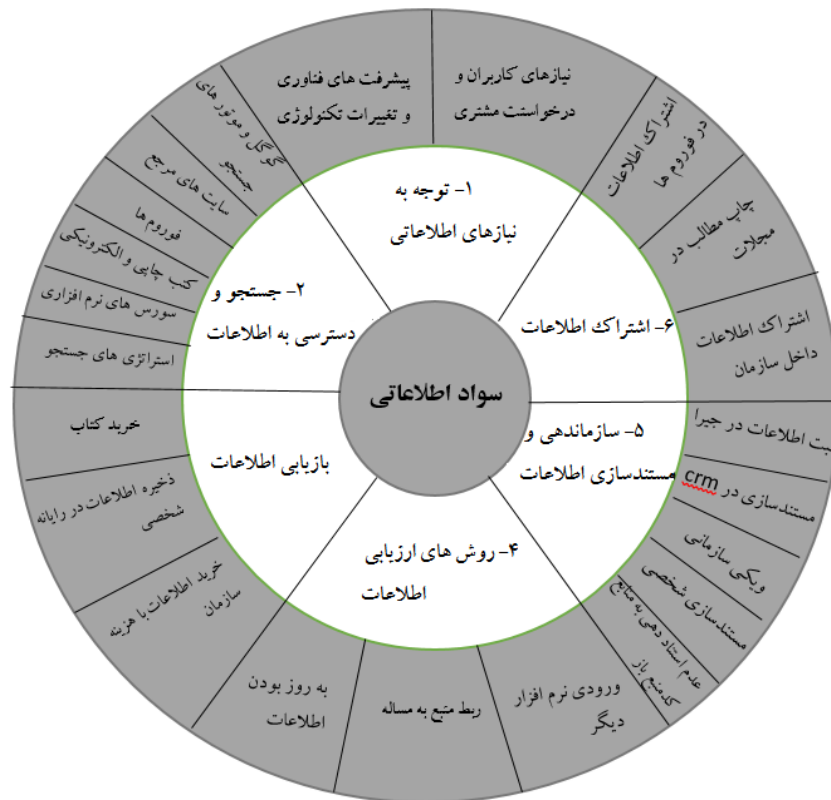 سواد اطلاعاتی
۱- توجه به
نیازهای اطلاعاتی
پیشرفت های فناوری
و تغییرات تکنولوژی
نیازهای کاربران و
درخواستت مشتری
۲- جستجو و
دسترسی به اطلاعات
گوگل و موتور های
جستجو
سایت های مرجع
فوروم ها
کتب چاپی و الکترونیکی
سورس های نرم افزاری
استراتژی های جستجو
بازیابی اطلاعات
خرید کتاب
ذخیره اطلاعات در رایانه
شخصی
خرید اطلاعات با هزینه
سازمان
۴- روش های ارزیابی
اطلاعات
به روز بودن
اطلاعات
ربط منبع به مساله
ورودی نرم افزار
دیگر
۵- سازماندهی و
مستندسازی اطلاعات
ثبت اطلاعات در جیرا
مستندسازی در crm
ویکی سازمانی
مستندسازی شخصی
عدم استناد دهی به منابع
کدمنبع باز
۶- اشتراک اطلاعات
اشتراک اطلاعات
در فوروم ها
چاپ مطالب در
مجلات
اشتراک اطلاعات
داخل سازمان